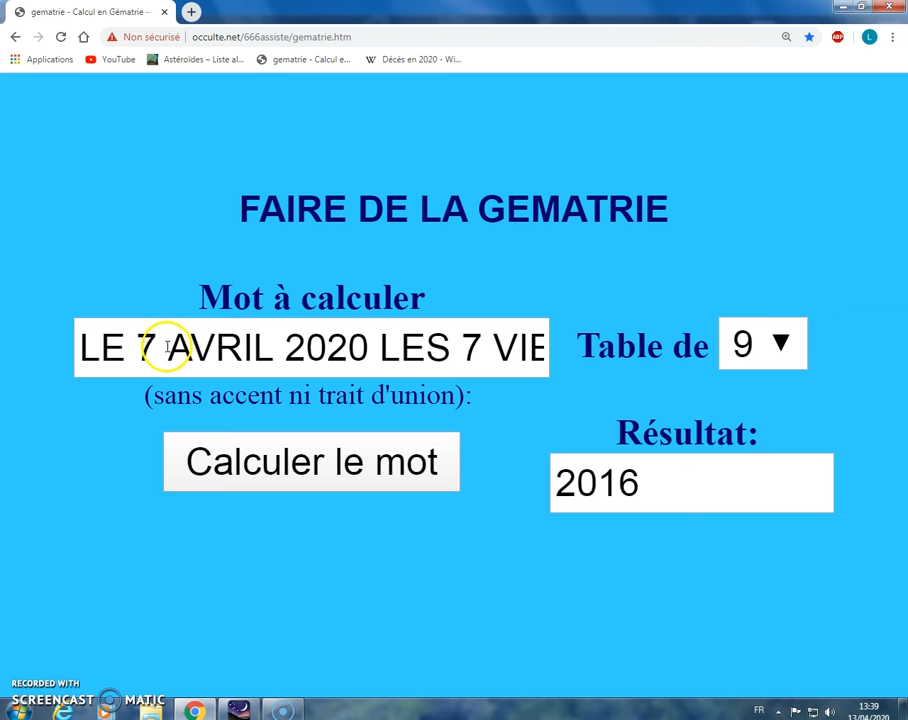 gematrie - Calcul en Gématrie -
Non sécurisé | occulte.net/666assiste/gematrie.htm
ABP
L
Applications YouTube Astéroïdes – Liste al... gematrie - Calcul e... W Décès en 2020 - Wi...
FAIRE DE LA GEMATRIE
Mot à calculer
LE 7 AVRIL 2020 LES 7 VIE
Table de 9
(sans accent ni trait d'union):
Résultat:
Calculer le mot
2016
RECORDED WITH
SCREENCAST MATIC
FR
13:39
13/04/2020